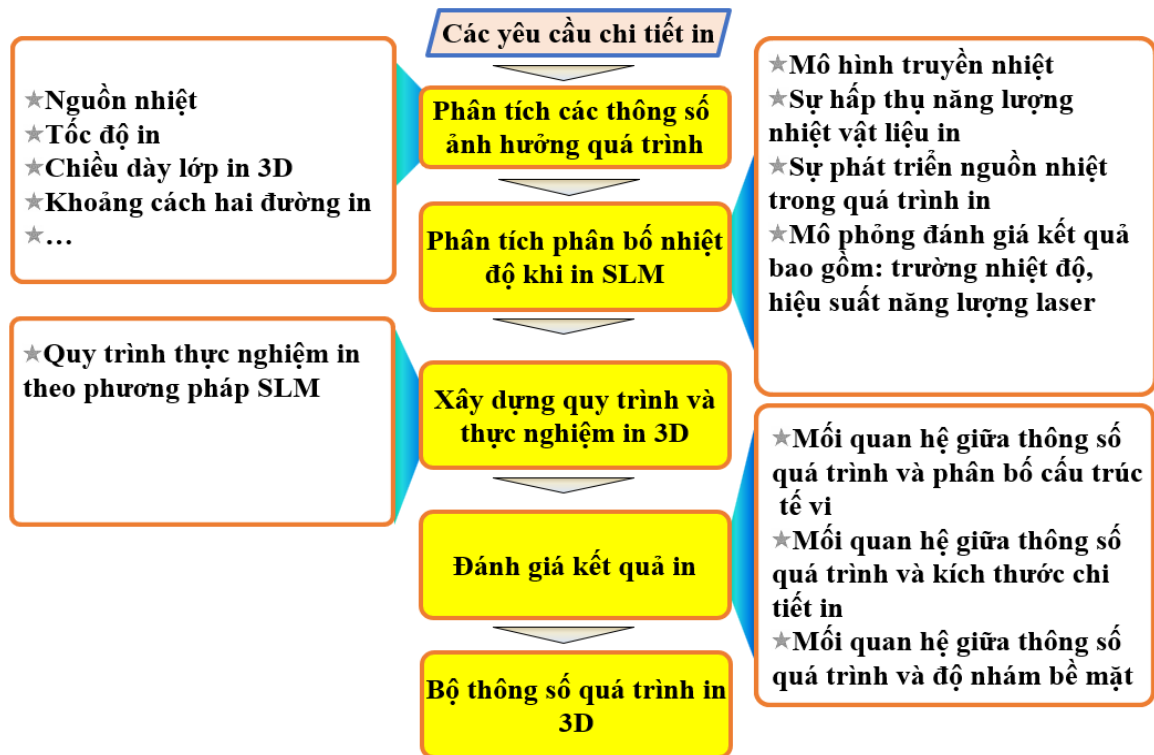 Các yêu cầu chi tiết in
★Nguồn nhiệt
★Tốc độ in
★Chiều dày lớp in 3D
★Khoảng cách hai đường in
★…
Phân tích các thông số
ảnh hưởng quá trình
★Mô hình truyền nhiệt
★Sự hấp thụ năng lượng
nhiệt vật liệu in
★Sự phát triển nguồn nhiệt
trong quá trình in
★Mô phỏng đánh giá kết quả
bao gồm: trường nhiệt độ,
hiệu suất năng lượng laser
Phân tích phân bố nhiệt
độ khi in SLM
★Quy trình thực nghiệm in
theo phương pháp SLM
Xây dựng quy trình và
thực nghiệm in 3D
★Mối quan hệ giữa thông số
quá trình và phân bố cấu trúc
tế vi
★Mối quan hệ giữa thông số
quá trình và kích thước chi
tiết in
★Mối quan hệ giữa thông số
quá trình và độ nhám bề mặt
Đánh giá kết quả in
Bộ thông số quá trình in
3D